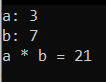 a: 3
b: 7
a * b = 21